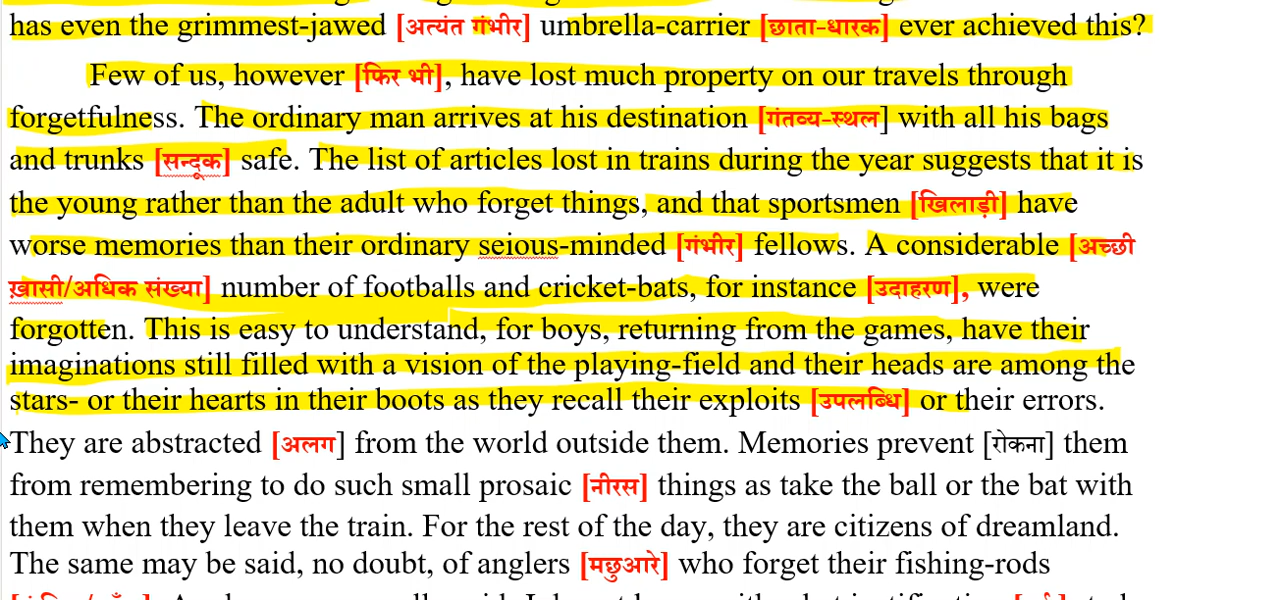 has even the grimmest-jawed [अत्यंत गंभीर] umbrella-carrier [छाता-धारक] ever achieved this?
Few of us, however [फिर भी], have lost much property on our travels through
forgetfulness. The ordinary man arrives at his destination [गंतव्य-स्थल] with all his bags
and trunks [सन्दूक] safe. The list of articles lost in trains during the year suggests that it is
the young rather than the adult who forget things, and that sportsmen [खिलाड़ी] have
worse memories than their ordinary seious-minded [गंभीर] fellows. A considerable [अच्छी
ख़ासी/अधिक संख्या] number of footballs and cricket-bats, for instance [उदाहरण], were
forgotten. This is easy to understand, for boys, returning from the games, have their
imaginations still filled with a vision of the playing-field and their heads are among the
stars- or their hearts in their boots as they recall their exploits [उपलब्धि] or their errors.
They are abstracted [अलग] from the world outside them. Memories prevent [रोकना] them
from remembering to do such small prosaic [नीरस] things as take the ball or the bat with
them when they leave the train. For the rest of the day, they are citizens of dreamland.
The same may be said, no doubt, of anglers [मछुआरे] who forget their fishing-rods